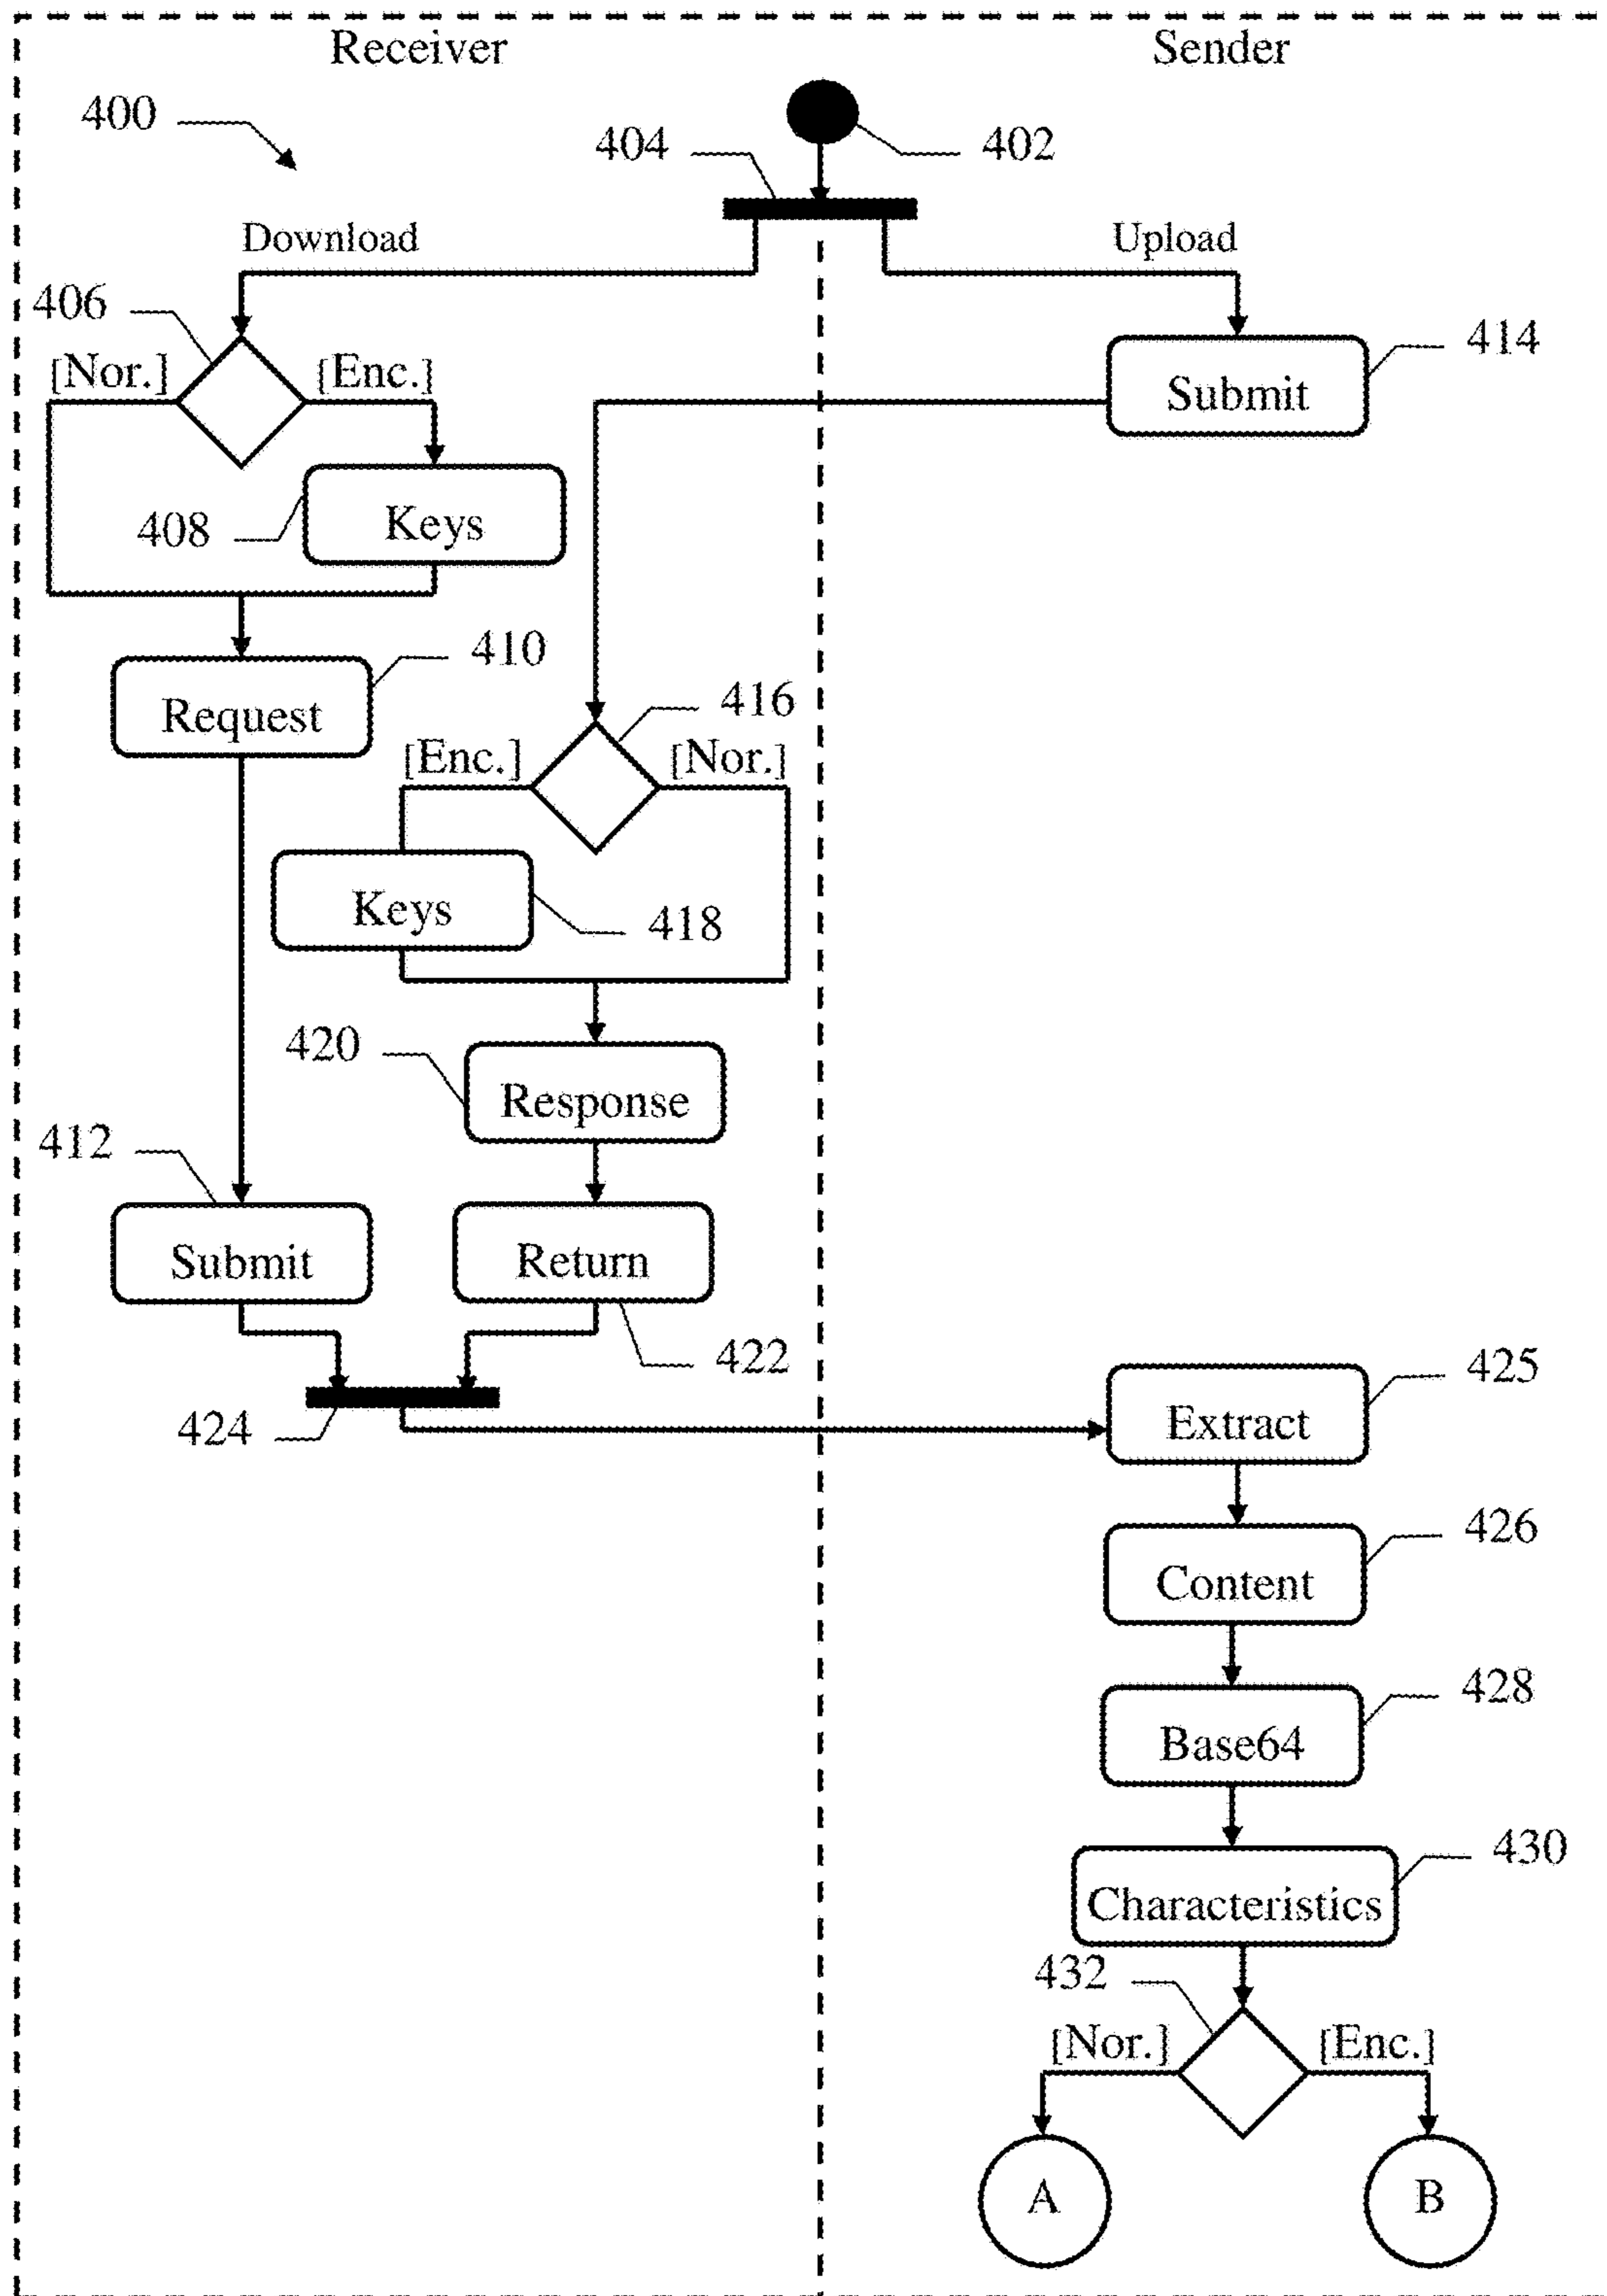 Receiver
Sender
400
404
402
Download
Upload
406
414
[Nor.]
[Enc.]
Submit
408
Keys
410
Request
416
[Enc.]
[Nor.]
Keys
418
420
Response
412
Submit
Return
422
425
424
Extract
426
Content
428
Base64
430
Characteristics
432
[Nor.]
[Enc.]
A
B